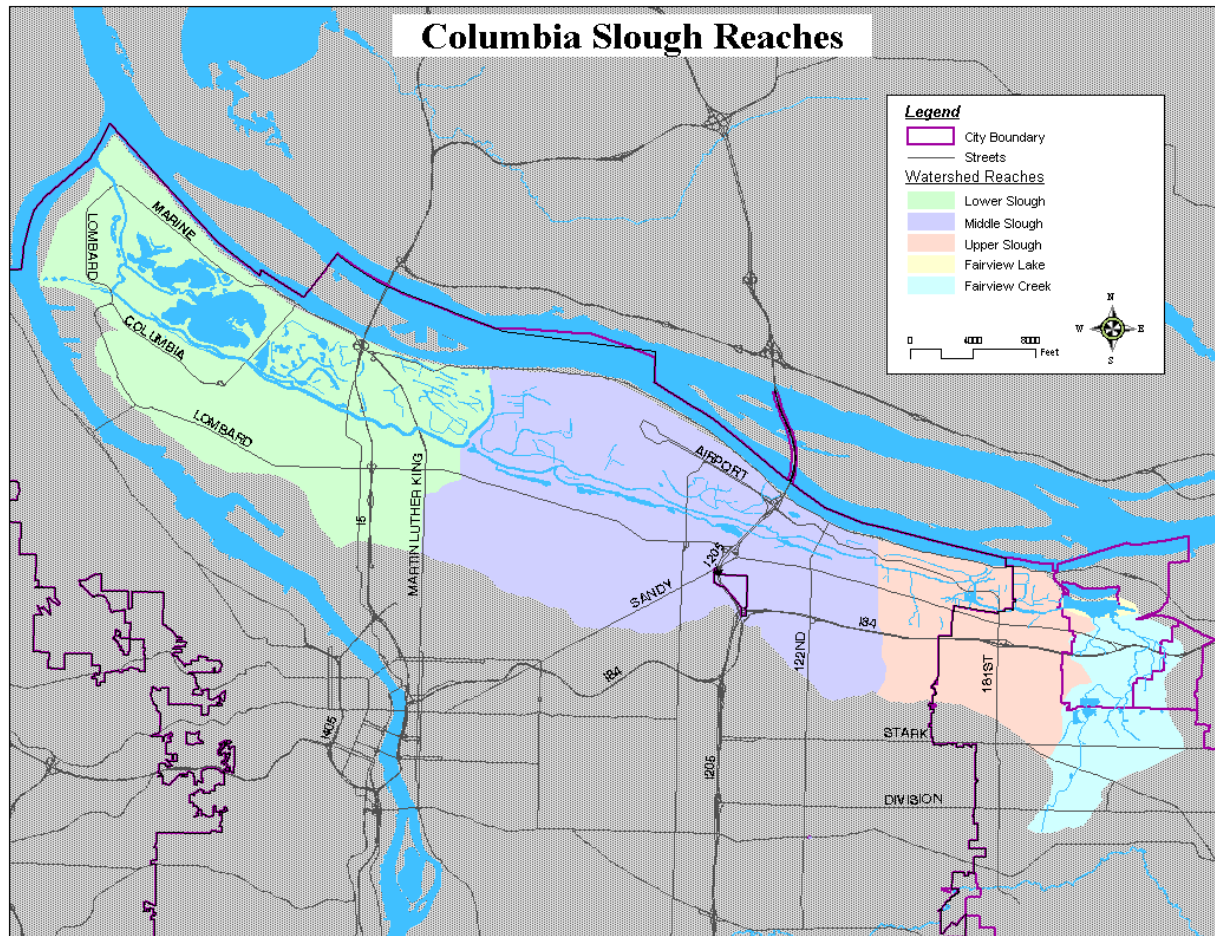 Columbia Slough Reaches
Legend
City Boundary
Streets
Watershed Reaches
Lower Slough
Middle Slough
Upper Slough
Fairview Lake
Fairview Creek
N
W E
S
0 4000 8000
Feet
MARINE
LOMBARD
COLUMBIA
LOMBARD
AIRPORT
MARTIN LUTHER KING
I5
I205
SANDY
I84
122ND
181ST
I84
I405
STARK
I205
DIVISION